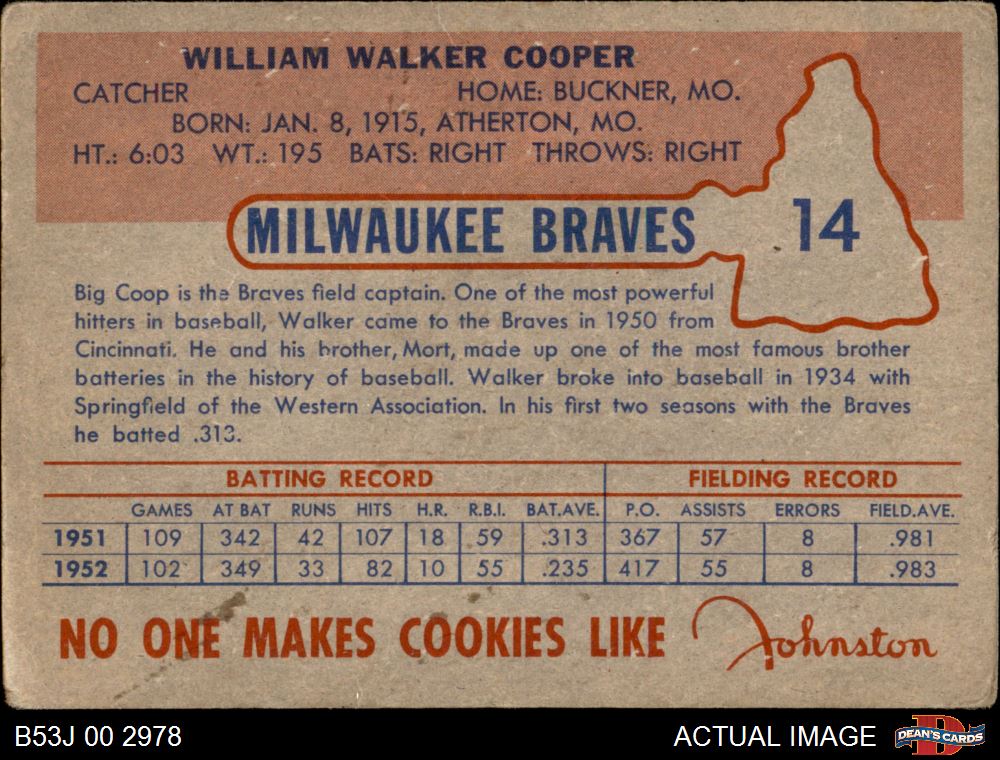 WILLIAM WALKER COOPER
CATCHER HOME: BUCKNER, MO.
BORN: JAN. 8, 1915, ATHERTON, MO.
HT.: 6:03 WT.: 195 BATS: RIGHT THROWS: RIGHT
MILWAUKEE BRAVES 14
Big Coop is the Braves field captain. One of the most powerful
hitters in baseball, Walker came to the Braves in 1950 from
Cincinnati. He and his brother, Mort, made up one of the most famous brother
batteries in the history of baseball. Walker broke into baseball in 1934 with
Springfield of the Western Association. In his first two seasons with the Braves
he batted .313.
BATTING RECORD FIELDING RECORD
GAMES AT BAT RUNS HITS H.R. R.B.I. BAT.AVE. P.O. ASSISTS ERRORS FIELD.AVE.
1951 109 342 42 107 18 59 .313 367 57 8 .981
1952 102 349 33 82 10 55 .235 417 55 8 .983
NO ONE MAKES COOKIES LIKE Johnston
B53J 00 2978 ACTUAL IMAGE D DEAN'S CARDS